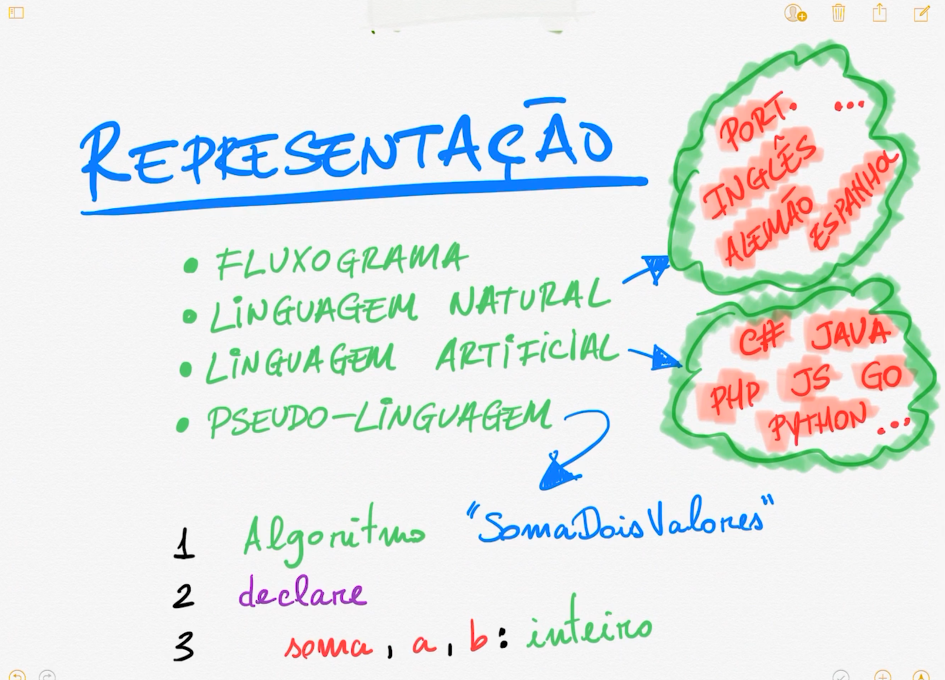 REPRESENTAÇÃO
• FLUXOGRAMA
• LINGUAGEM NATURAL
• LINGUAGEM ARTIFICIAL
• PSEUDO-LINGUAGEM
PORT. ...
INGLÊS
ALEMÃO
ESPANHOL
C# JAVA
PHP JS GO
PYTHON ...
1 Algoritmo "SomaDoisValores"
2 declare
3 soma, a, b: inteiro